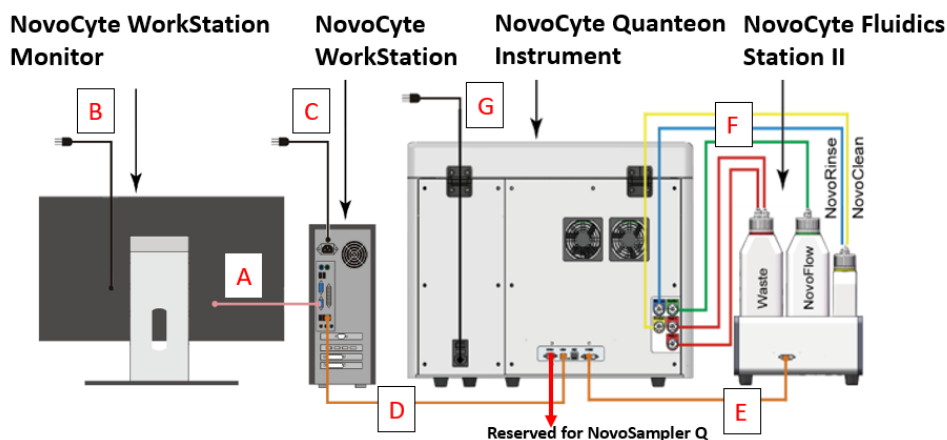 NovoCyte WorkStation
Monitor
NovoCyte
WorkStation
NovoCyte Quanteon
Instrument
NovoCyte Fluidics
Station II
B
C
G
F
NovoRinse
NovoClean
Waste
NovoFlow
A
D
E
Reserved for NovoSampler Q